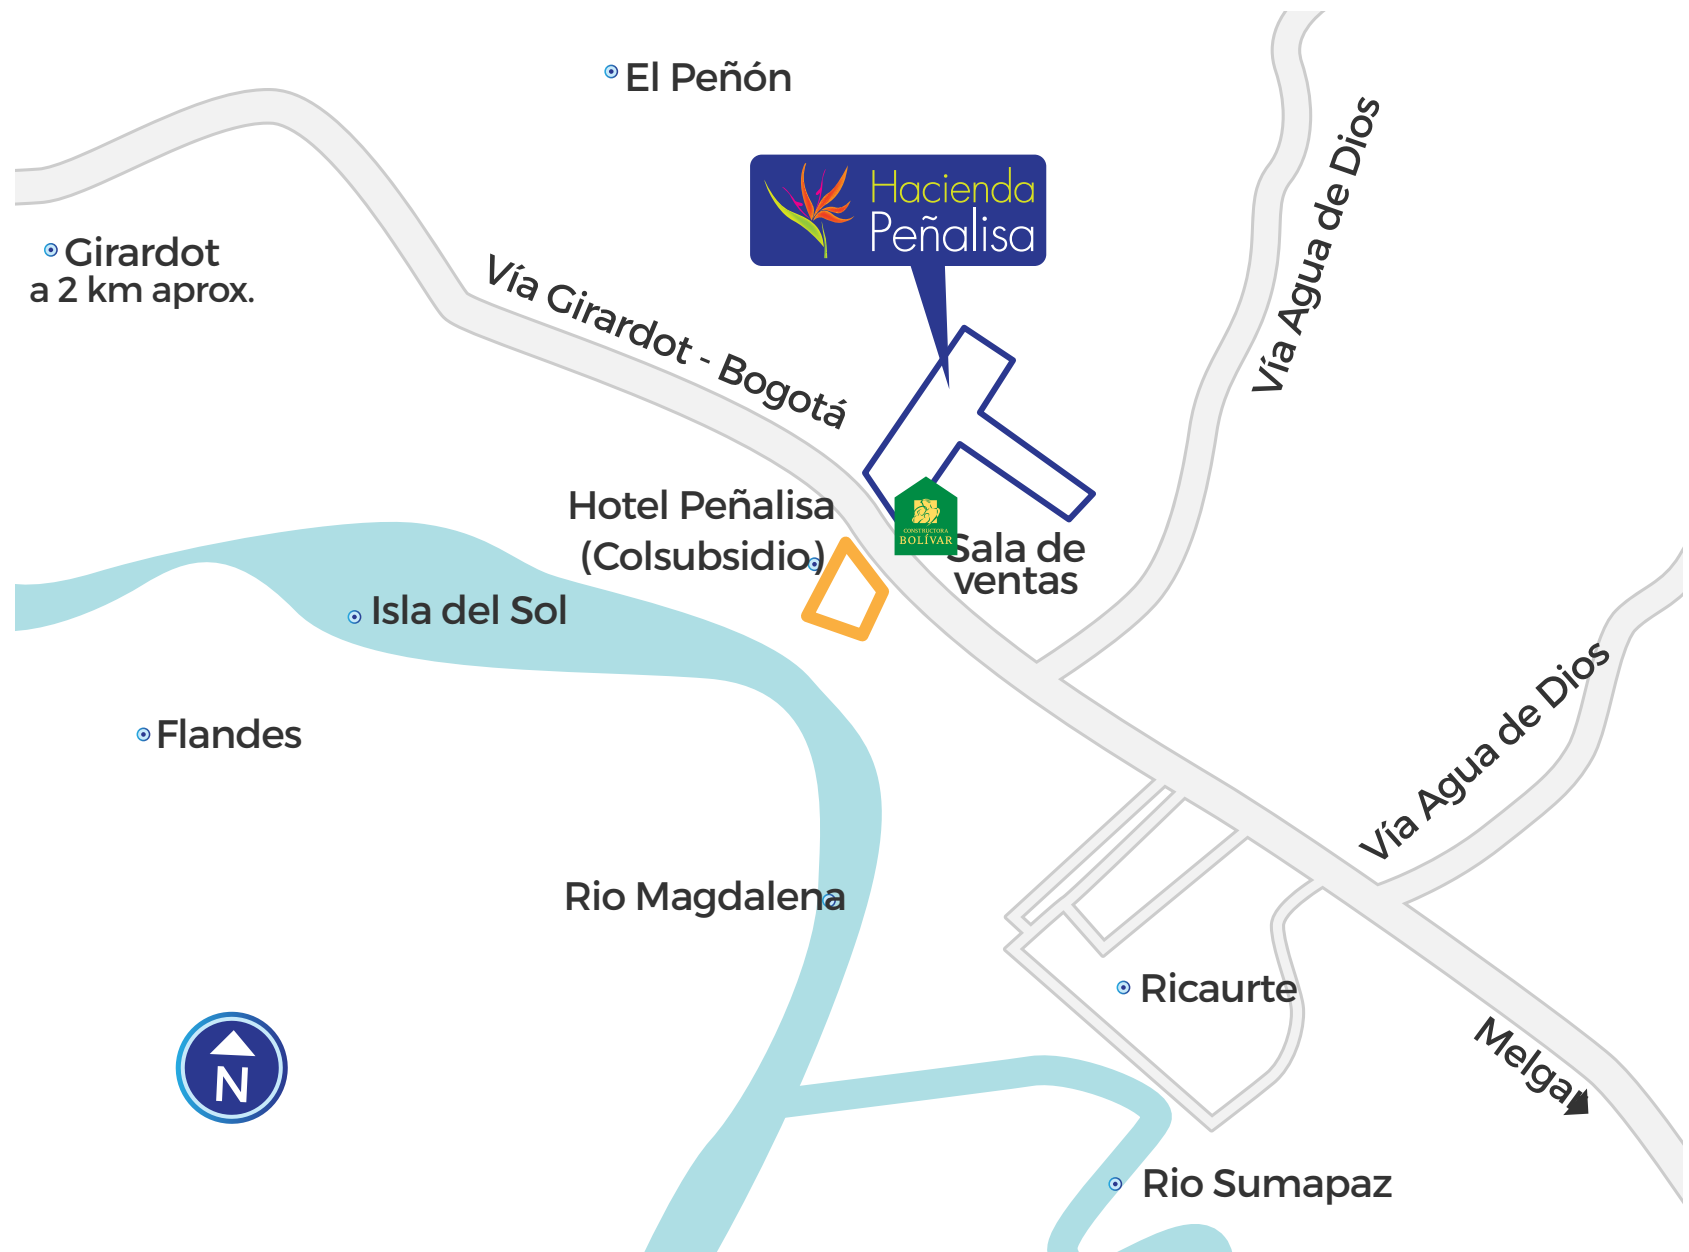 El Peñón
Hacienda
Peñalisa
Vía Agua de Dios
Girardot
a 2 km aprox.
Vía Girardot - Bogotá
Hotel Peñalisa
(Colsubsidio)
CONSTRUCTORA
BOLÍVAR
Sala de
ventas
Isla del Sol
Flandes
Vía Agua de Dios
Rio Magdalena
Ricaurte
Melgar
N
Rio Sumapaz